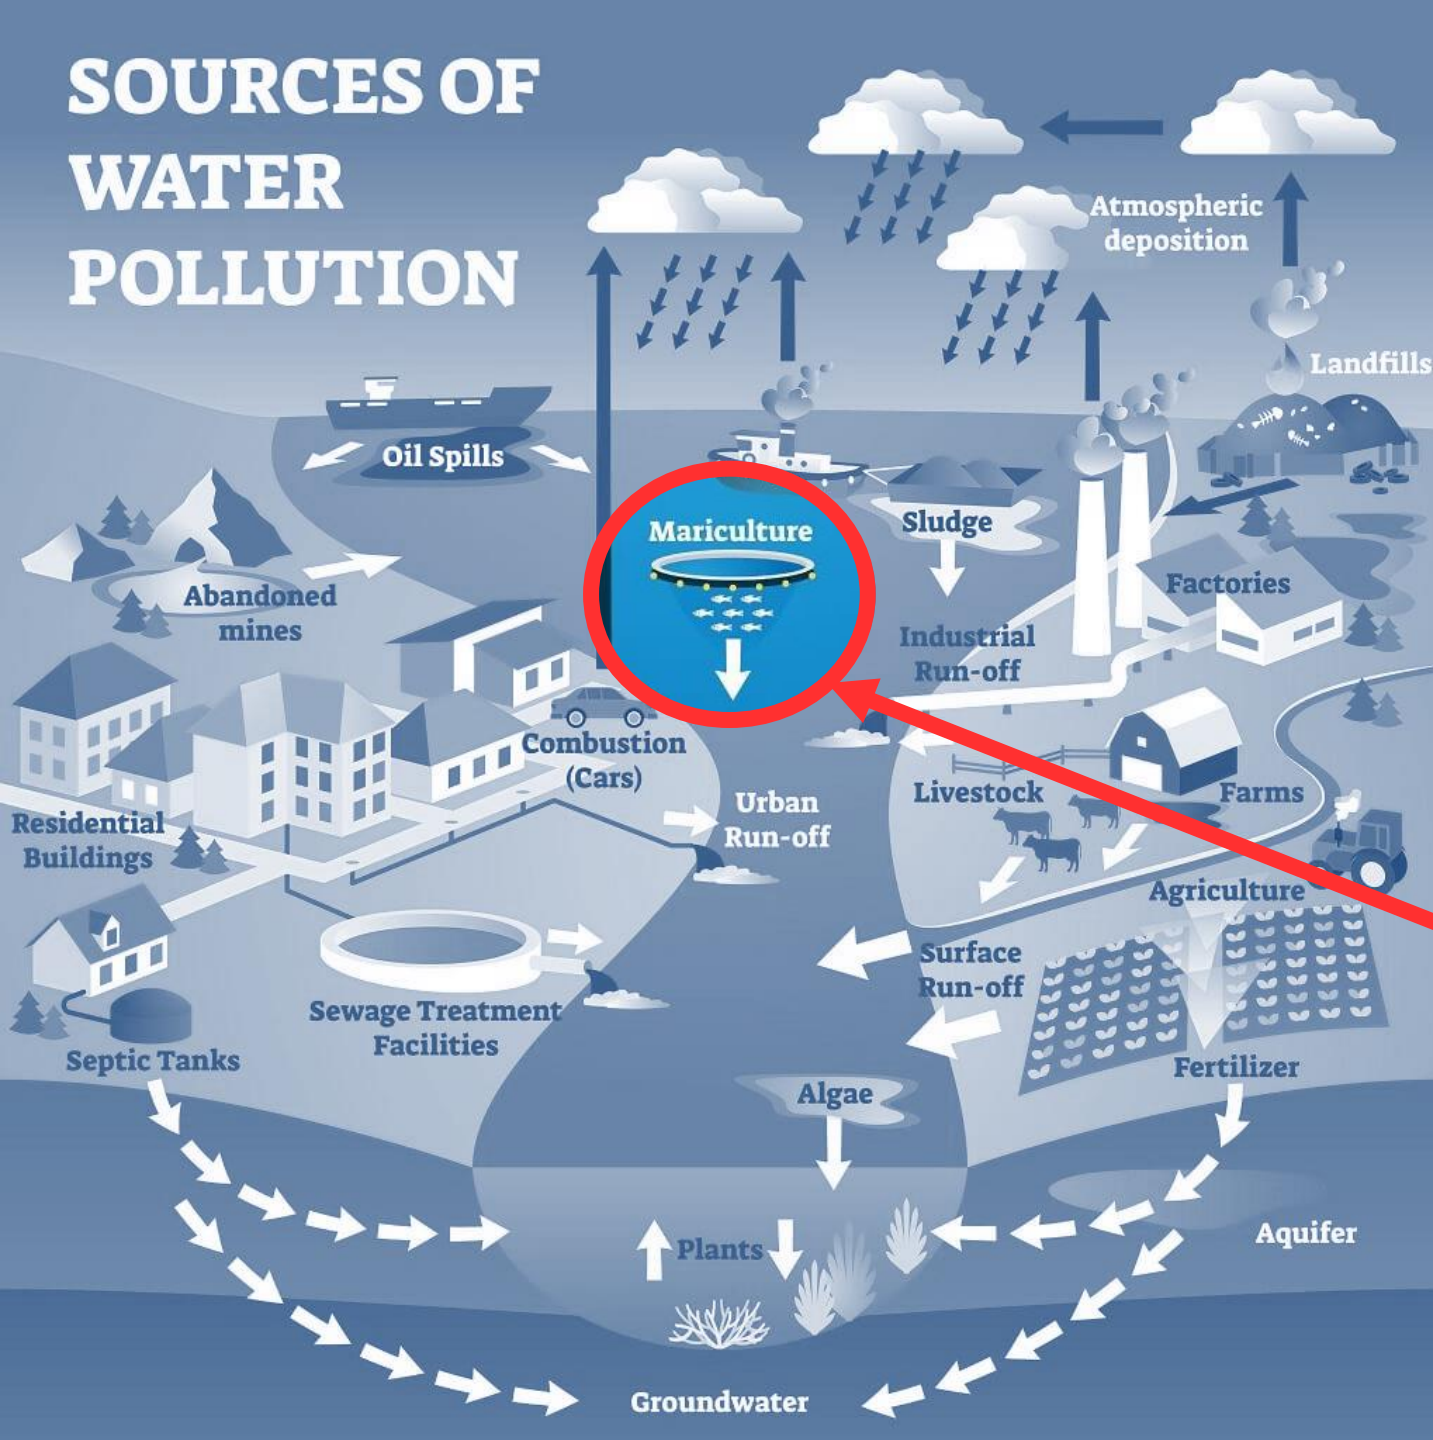 SOURCES OF
WATER
POLLUTION
Atmospheric
deposition
Landfills
Oil Spills
Mariculture
Sludge
Factories
Abandoned
mines
Industrial
Run-off
Combustion
(Cars)
Livestock
Farms
Urban
Run-off
Residential
Buildings
Agriculture
Surface
Run-off
Sewage Treatment
Facilities
Septic Tanks
Fertilizer
Algae
Aquifer
Plants
Groundwater